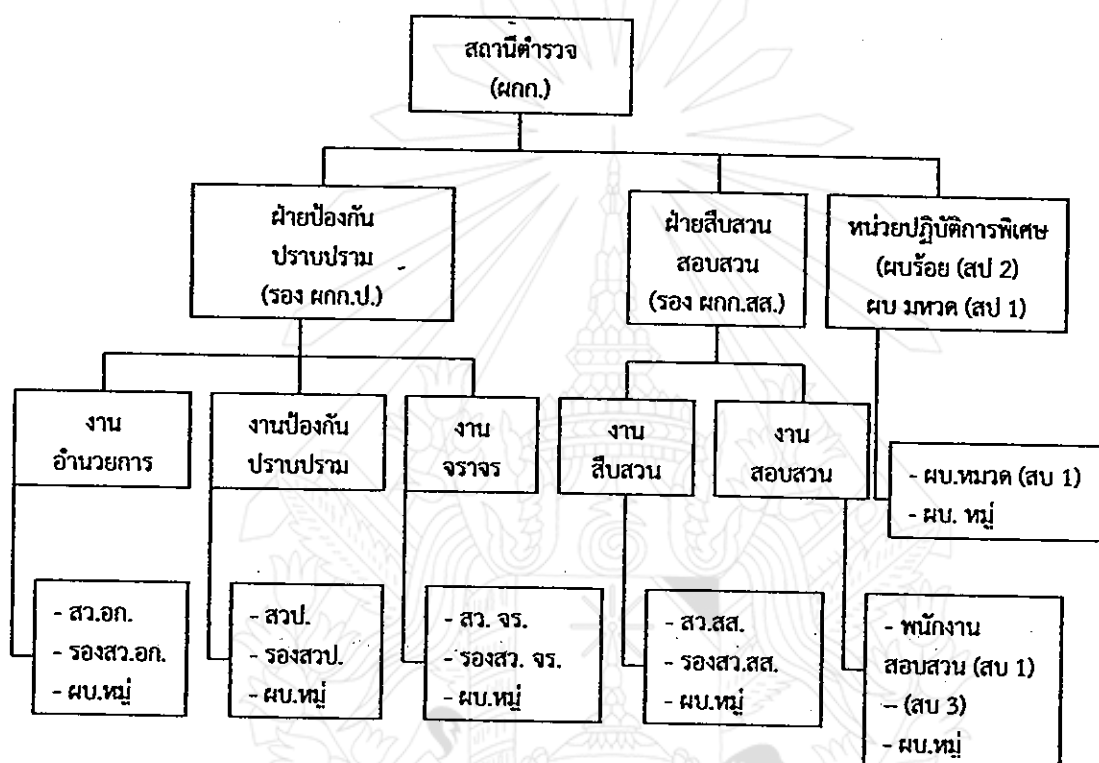 สถานีตำรวจ
(ผกก.)
ฝ่ายป้องกัน
ปราบปราม
(รอง ผกก.ป.)
ฝ่ายสืบสวน
สอบสวน
(รอง ผกก.สส.)
หน่วยปฏิบัติการพิเศษ
(ผบร้อย (สป 2)
ผบ มหวด (สป 1)
งาน
อำนวยการ
งานป้องกัน
ปราบปราม
งาน
จราจร
งาน
สืบสวน
งาน
สอบสวน
- ผบ.หมวด (สบ 1)
- ผบ. หมู่
- สว.อก.
- รองสว.อก.
- ผบ.หมู่
- สวป.
- รองสวป.
- ผบ.หมู่
- สว. จร.
- รองสว. จร.
- ผบ.หมู่
- สว.สส.
- รองสว.สส.
- ผบ.หมู่
- พนักงาน
สอบสวน (สบ 1)
– (สบ 3)
- ผบ.หมู่